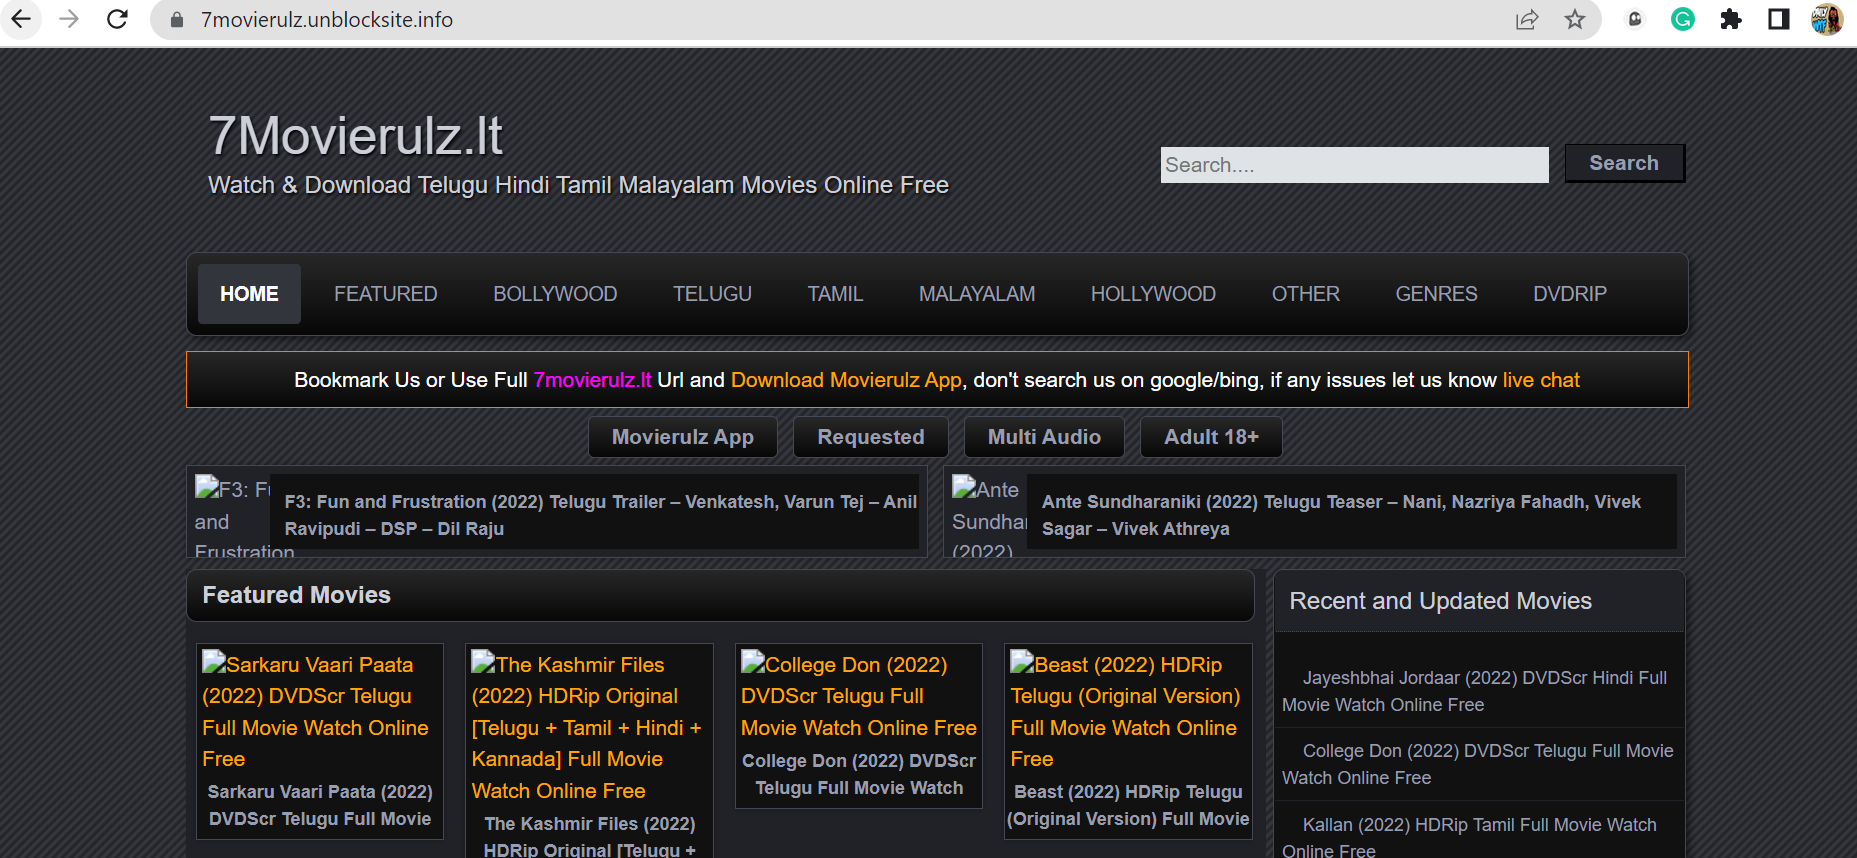 7movierulz.unblocksite.info
7Movierulz.lt
Watch & Download Telugu Hindi Tamil Malayalam Movies Online Free
Search....
Search
HOME
FEATURED
BOLLYWOOD
TELUGU
TAMIL
MALAYALAM
HOLLYWOOD
OTHER
GENRES
DVDRIP
Bookmark Us or Use Full 7movierulz.lt Url and Download Movierulz App, don't search us on google/bing, if any issues let us know live chat
Movierulz App
Requested
Multi Audio
Adult 18+
F3: Fu
and
Frustration
F3: Fun and Frustration (2022) Telugu Trailer – Venkatesh, Varun Tej – Anil
Ravipudi – DSP – Dil Raju
Ante
Sundhar
(2022)
Ante Sundharaniki (2022) Telugu Teaser – Nani, Nazriya Fahadh, Vivek
Sagar – Vivek Athreya
Featured Movies
Sarkaru Vaari Paata
(2022) DVDScr Telugu
Full Movie Watch Online
Free
Sarkaru Vaari Paata (2022)
DVDScr Telugu Full Movie
The Kashmir Files
(2022) HDRip Original
[Telugu + Tamil + Hindi +
Kannada] Full Movie
Watch Online Free
The Kashmir Files (2022)
HDRip Original [Telugu +
College Don (2022)
DVDScr Telugu Full
Movie Watch Online Free
College Don (2022) DVDScr
Telugu Full Movie Watch
Beast (2022) HDRip
Telugu (Original Version)
Full Movie Watch Online
Free
Beast (2022) HDRip Telugu
(Original Version) Full Movie
Recent and Updated Movies
Jayeshbhai Jordaar (2022) DVDScr Hindi Full
Movie Watch Online Free
College Don (2022) DVDScr Telugu Full Movie
Watch Online Free
Kallan (2022) HDRip Tamil Full Movie Watch
Online Free